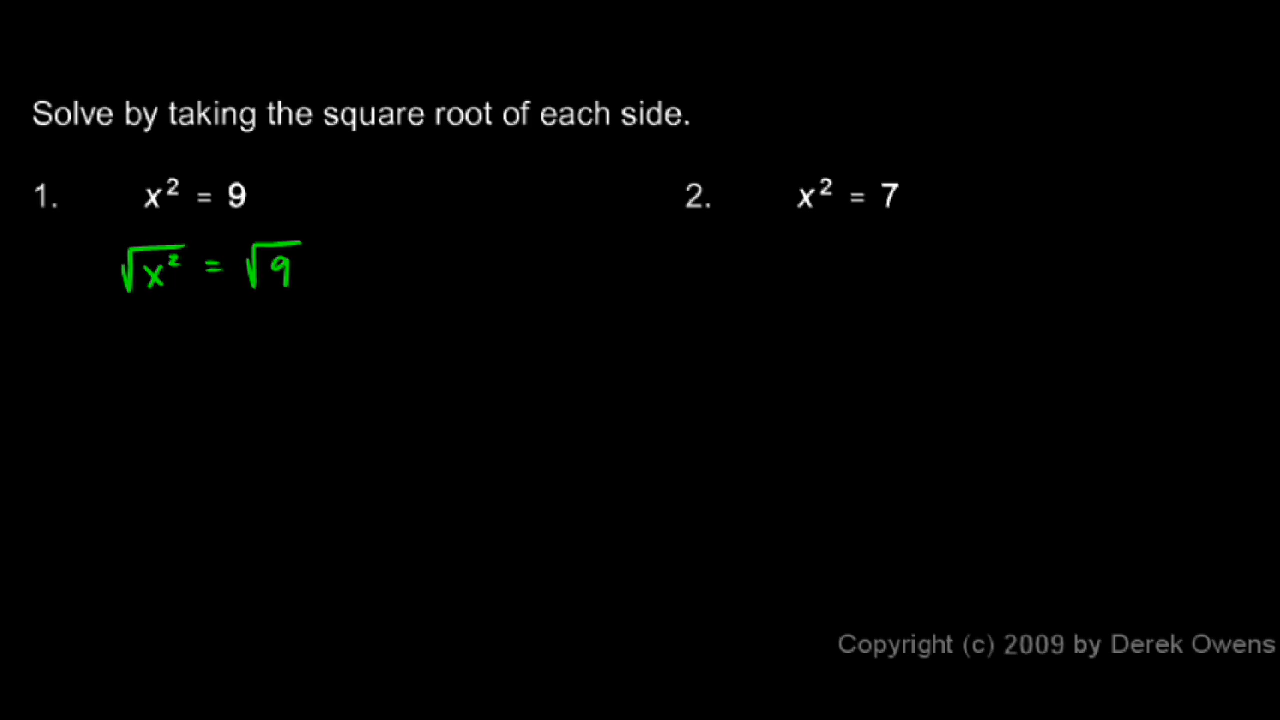 Solve by taking the square root of each side.
1. x² = 9
2. x² = 7
√x² = √9
Copyright (c) 2009 by Derek Owens